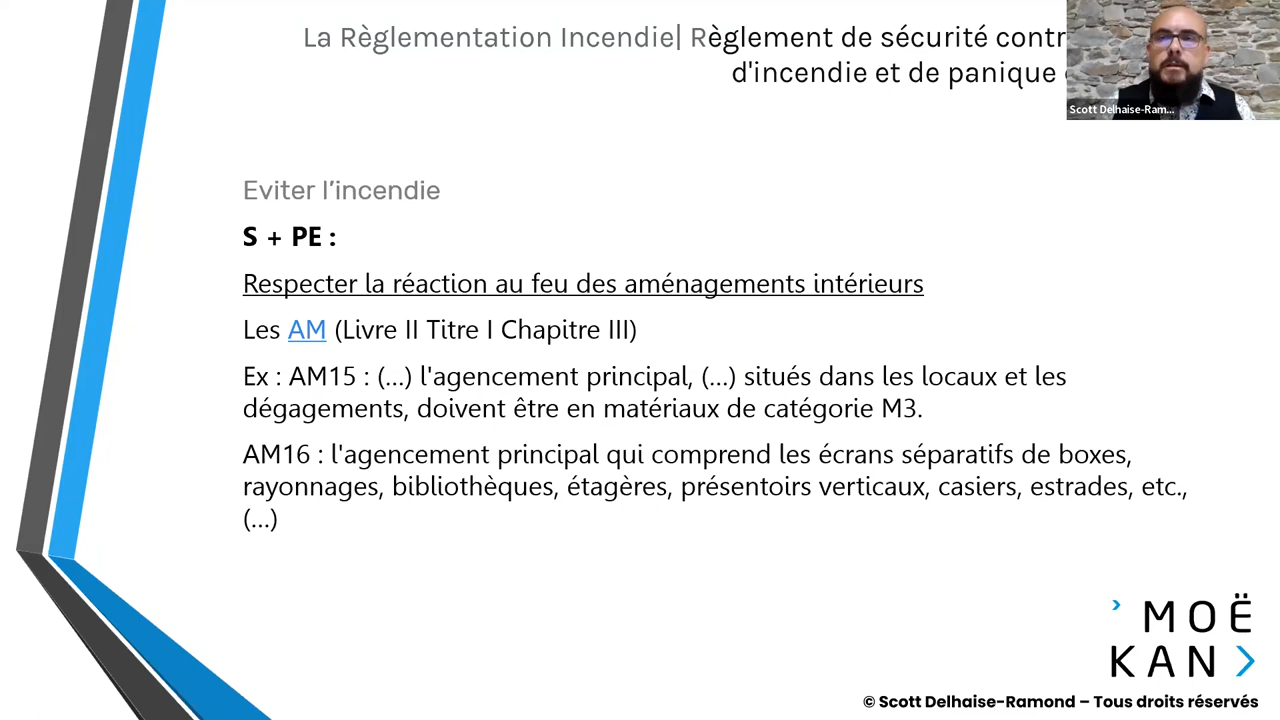 La Règlementation Incendie| Règlement de sécurité contr
d'incendie et de panique
Scott Delhaise-Ram...
Eviter l'incendie
S + PE :
Respecter la réaction au feu des aménagements intérieurs
Les AM (Livre II Titre I Chapitre III)
Ex : AM15 : (…) l'agencement principal, (…) situés dans les locaux et les
dégagements, doivent être en matériaux de catégorie M3.
AM16 : l'agencement principal qui comprend les écrans séparatifs de boxes,
rayonnages, bibliothèques, étagères, présentoirs verticaux, casiers, estrades, etc.,
(…)
MOË
KAN
© Scott Delhaise-Ramond – Tous droits réservés